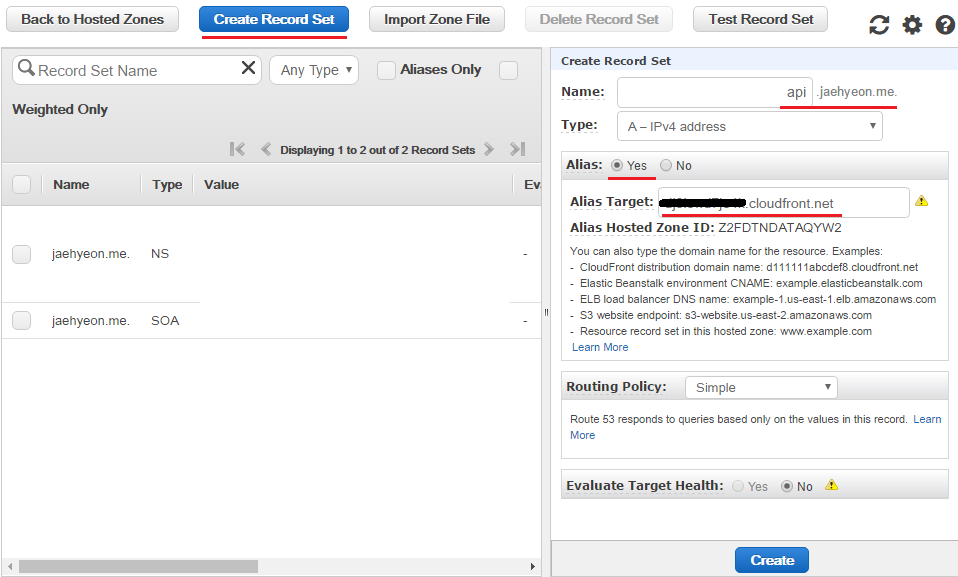 Back to Hosted Zones Create Record Set Import Zone File Delete Record Set Test Record Set
Record Set Name Any Type Aliases Only
Weighted Only
Displaying 1 to 2 out of 2 Record Sets
Name Type Value Eva
jaehyeon.me. NS -
jaehyeon.me. SOA -
Create Record Set
Name: api .jaehyeon.me.
Type: A – IPv4 address
Alias: Yes No
Alias Target: .cloudfront.net
Alias Hosted Zone ID: Z2FDTNDATAQYW2
You can also type the domain name for the resource. Examples:
- CloudFront distribution domain name: d111111abcdef8.cloudfront.net
- Elastic Beanstalk environment CNAME: example.elasticbeanstalk.com
- ELB load balancer DNS name: example-1.us-east-1.elb.amazonaws.com
- S3 website endpoint: s3-website.us-east-2.amazonaws.com
- Resource record set in this hosted zone: www.example.com
Learn More
Routing Policy: Simple
Route 53 responds to queries based only on the values in this record. Learn
More
Evaluate Target Health: Yes No
Create